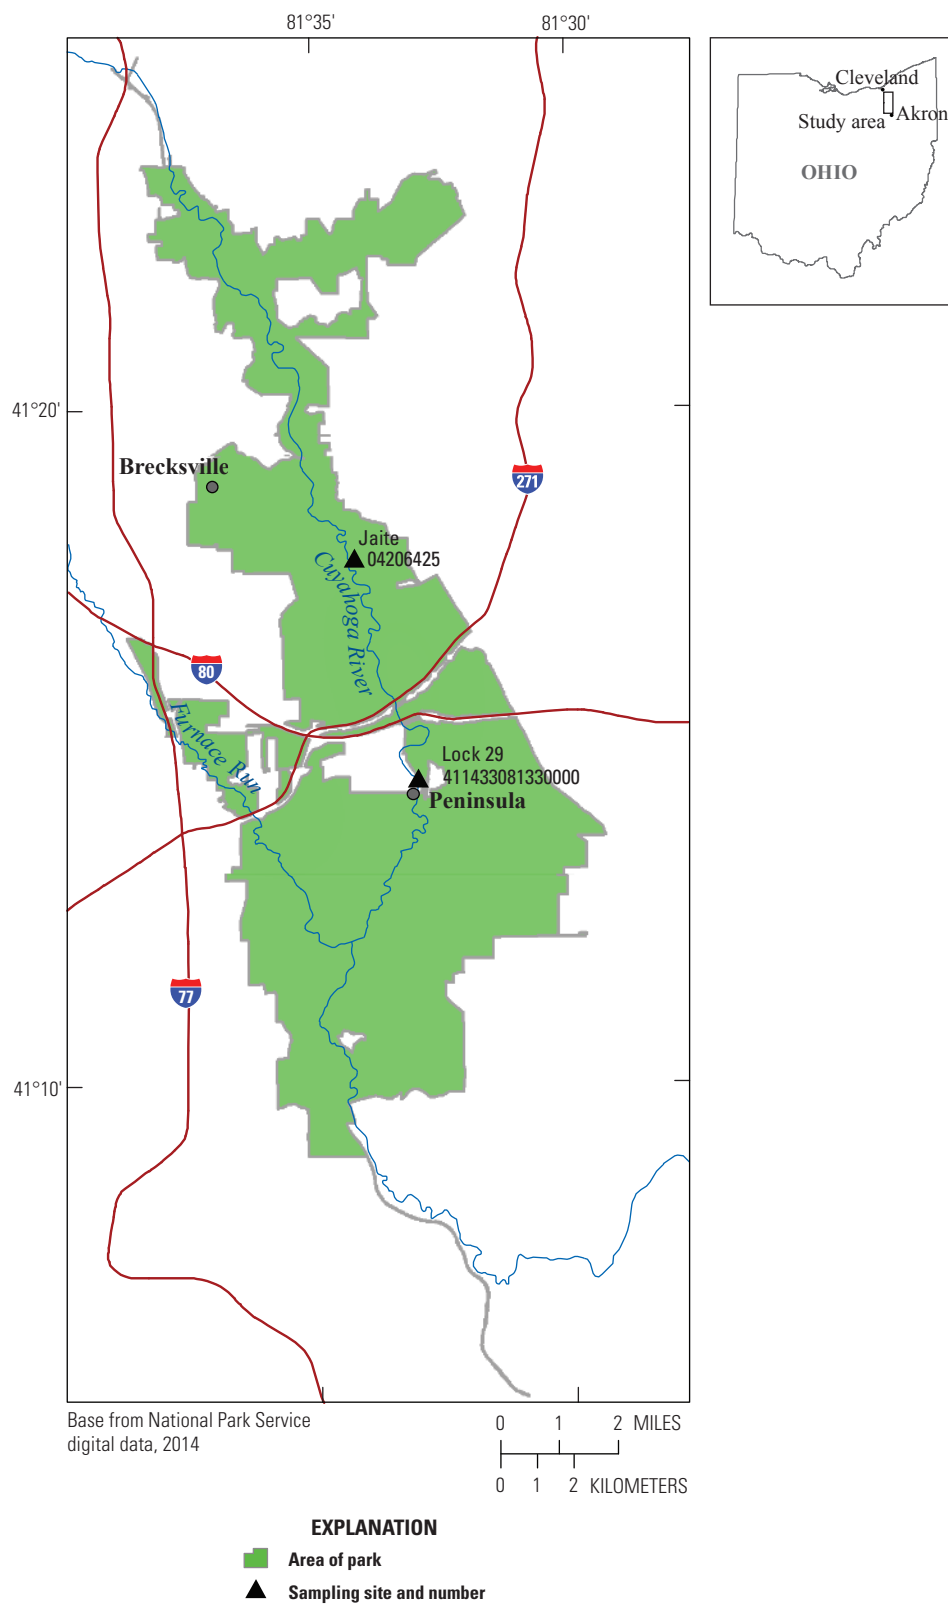 81°35'
81°30'
Cleveland
Akron
Study area
OHIO
41°20'
Brecksville
271
Jaite
04206425
Cuyahoga River
80
Furnace Run
Lock 29
411433081330000
Peninsula
77
41°10'
Base from National Park Service
digital data, 2014
0 1 2 MILES
0 1 2 KILOMETERS
EXPLANATION
Area of park
Sampling site and number